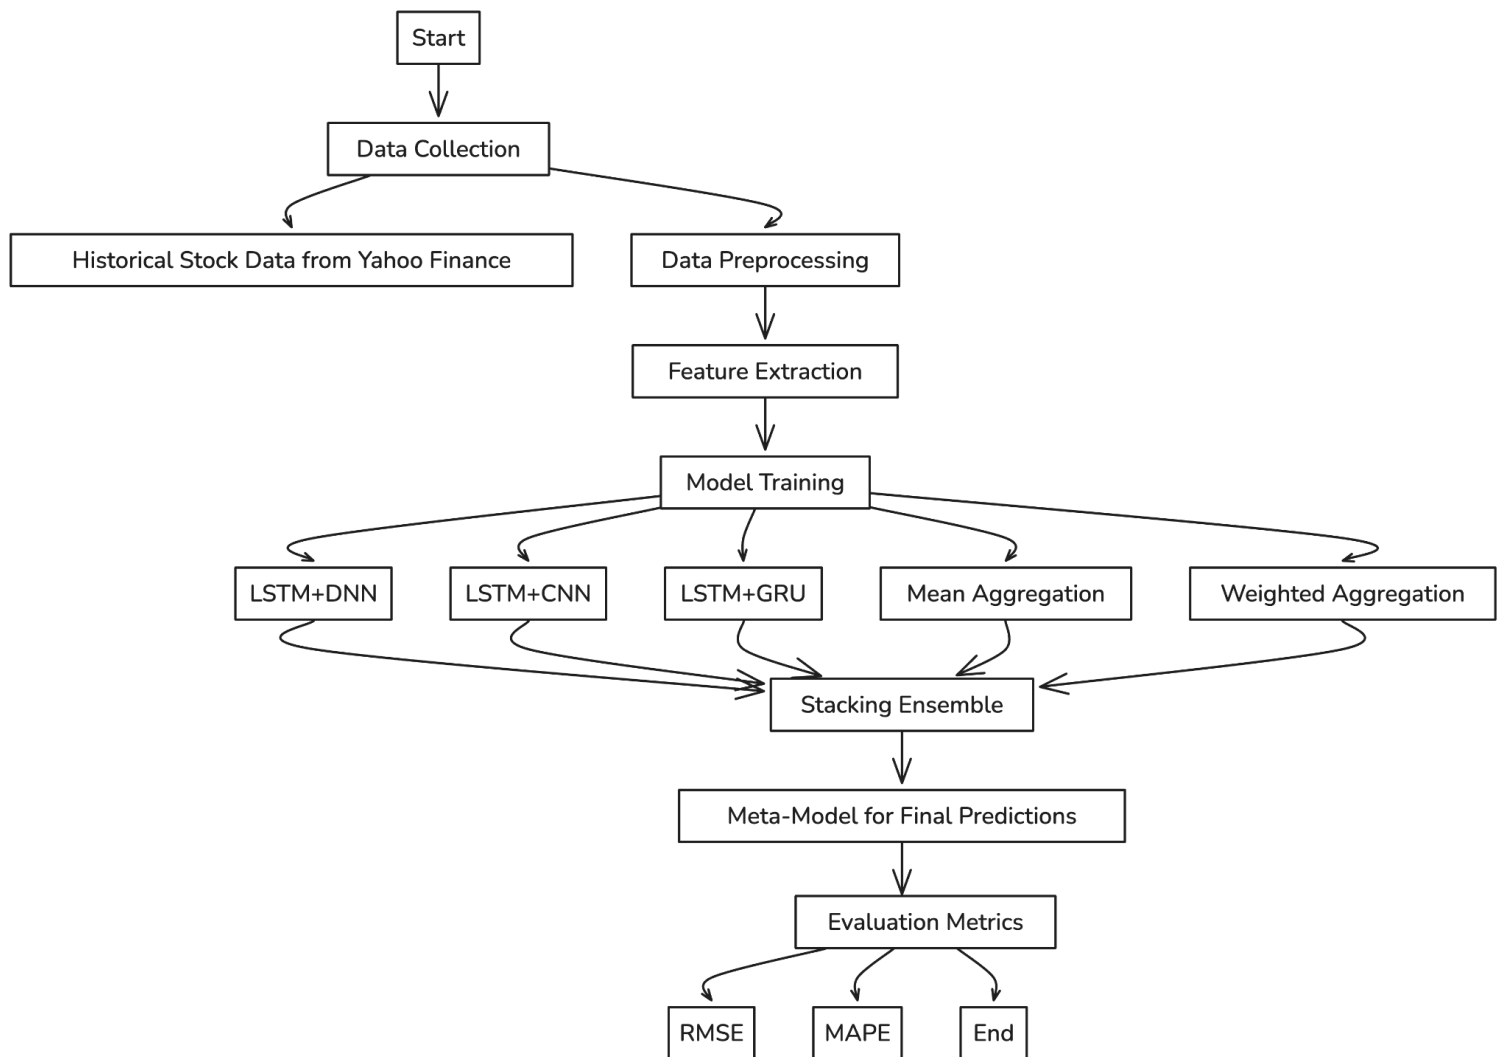 Start
Data Collection
Historical Stock Data from Yahoo Finance
Data Preprocessing
Feature Extraction
Model Training
LSTM+DNN
LSTM+CNN
LSTM+GRU
Mean Aggregation
Weighted Aggregation
Stacking Ensemble
Meta-Model for Final Predictions
Evaluation Metrics
RMSE
MAPE
End